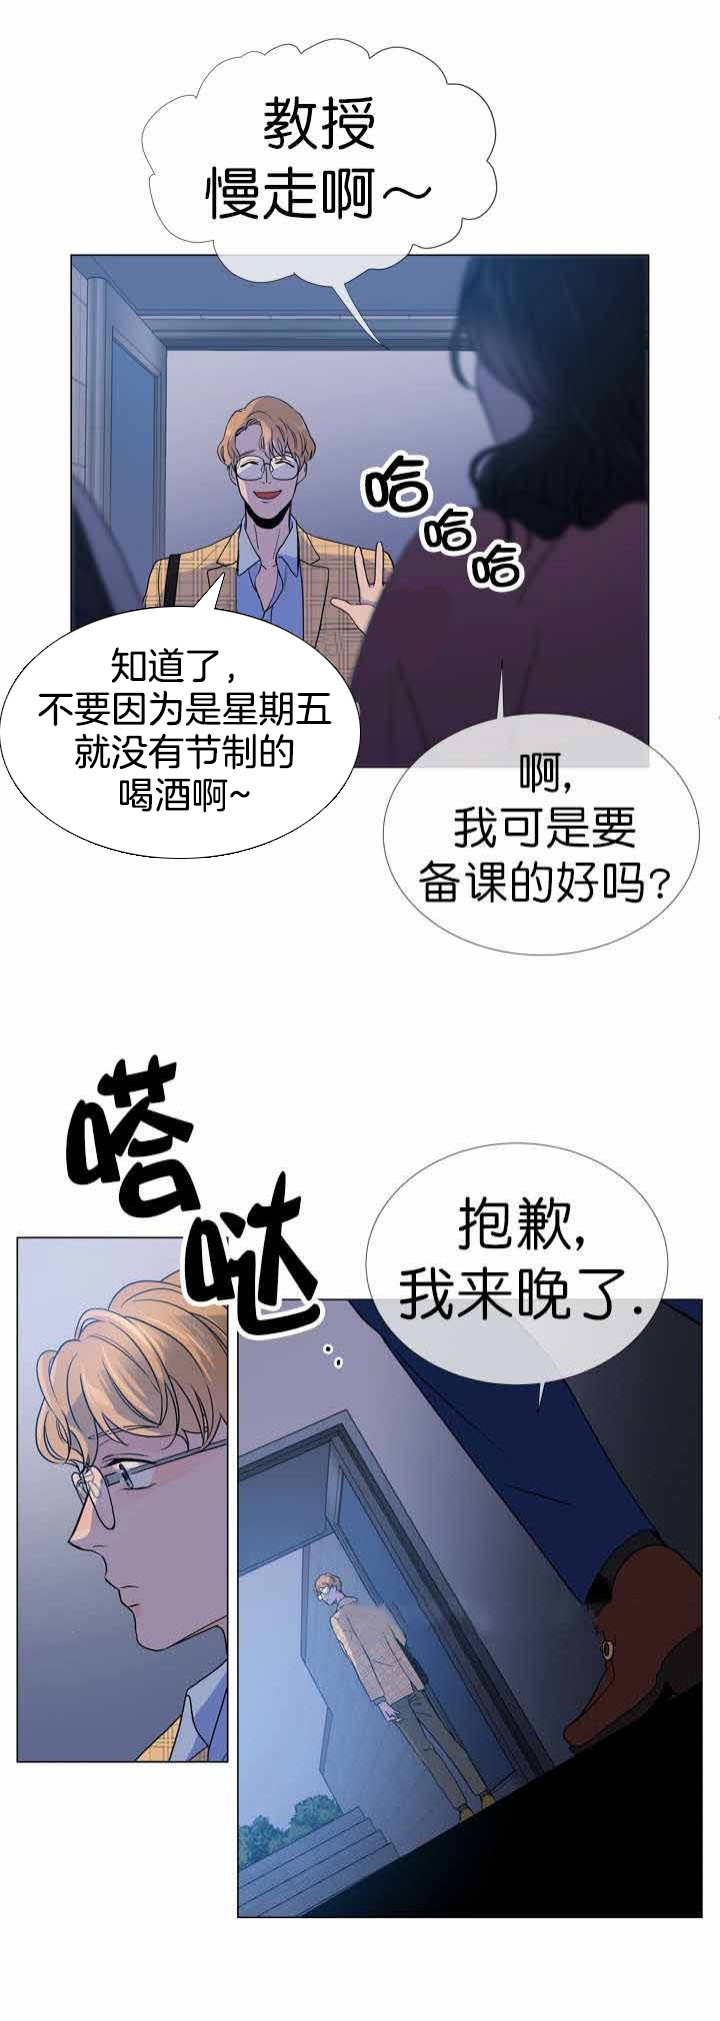 教授
慢走啊～
哈
哈
哈
知道了，
不要因为是星期五
就没有节制的
喝酒啊~
啊,
我可是要
备课的好吗?
嗒
哒
...
抱歉,
我来晚了.